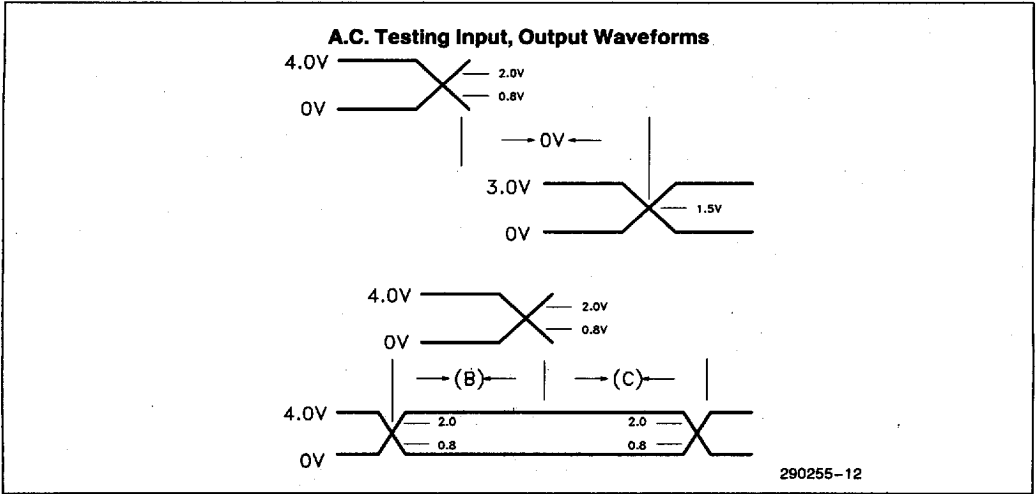 A.C. Testing Input, Output Waveforms
4.0V
2.0V
0.8V
0V
0V
3.0V
1.5V
0V
4.0V
2.0V
0.8V
0V
(B)
(C)
4.0V
2.0
2.0
0.8
0.8
0V
290255-12